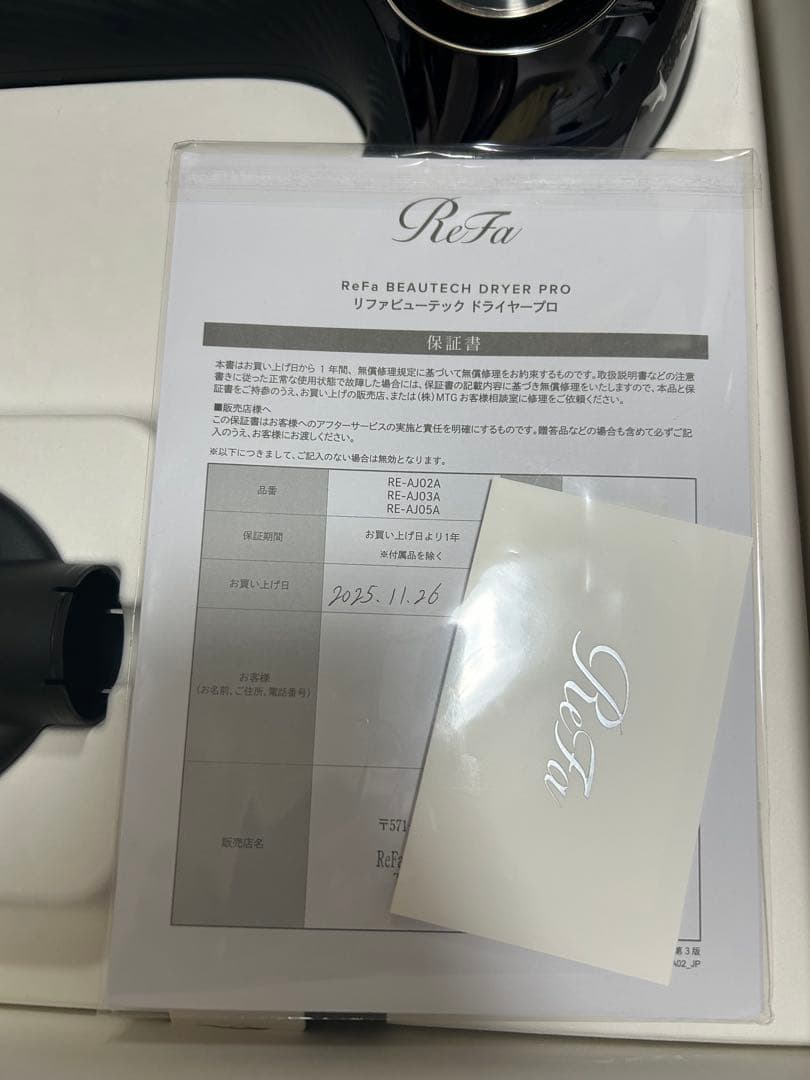 ReFa
ReFa BEAUTECH DRYER PRO
リファビューテック ドライヤープロ
保証書
本書はお買い上げ日から 1 年間、無償修理規定に基づいて無償修理をお約束するものです。取扱説明書などの注意
書きに従った正常な使用状態で故障した場合には、保証書の記載内容に基づき無償修理をいたしますので、本品と保
証書をご持参のうえ、お買い上げの販売店、または(株)MTG お客様相談室に修理をご依頼ください。
■販売店様へ
この保証書はお客様へのアフターサービスの実施と責任を明確にするものです。贈答品などの場合も含めて必ずご記
入のうえ、お客様にお渡しください。
※以下につきまして、ご記入のない場合は無効となります。
品番
RE-AJ02A
RE-AJ03A
RE-AJ05A
保証期間
お買い上げ日より1年
※付属品を除く
お買い上げ日
2025.11.26
お客様
(お名前、ご住所、電話番号)
販売店名
〒571
ReFa
ReFa
第3版
A02_JP